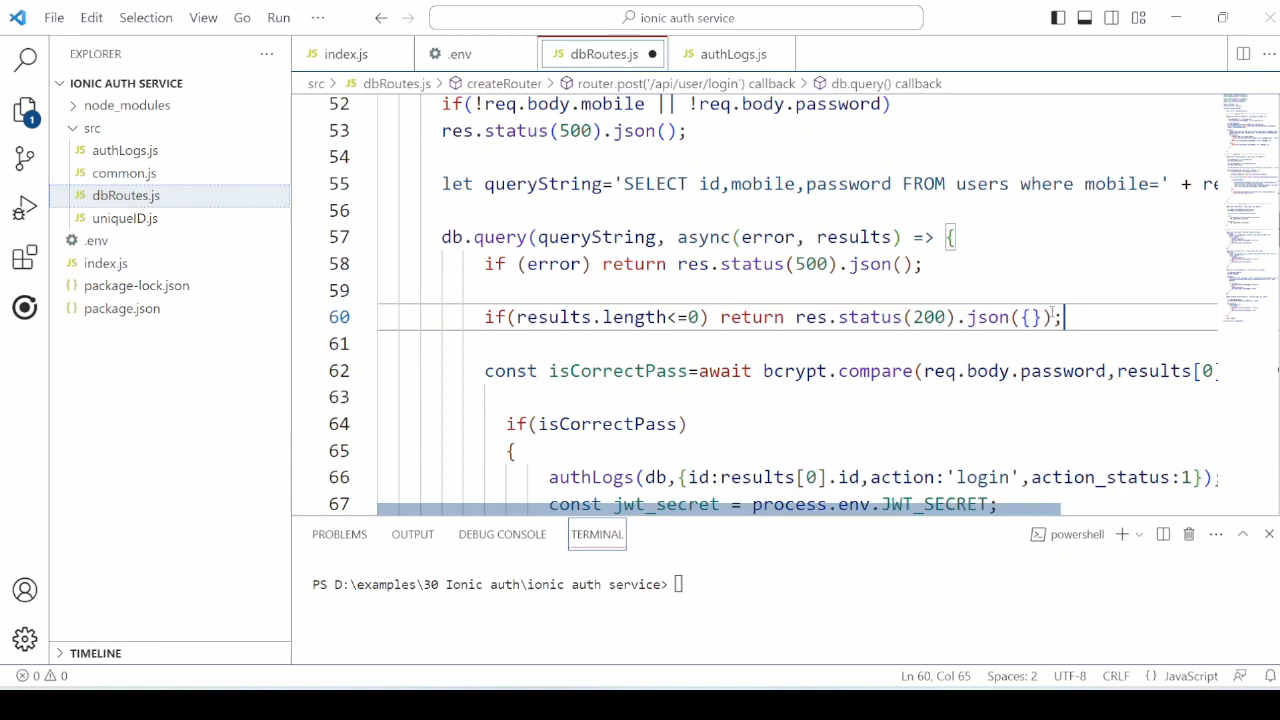 File Edit Selection View Go Run ··· ionic auth service
EXPLORER ···
IONIC AUTH SERVICE
node_modules
src
authLogs.js
common.js
dbRoutes.js
uniqueID.js
.env
index.js
package-lock.json
package.json
TIMELINE
1
index.js .env dbRoutes.js authLogs.js ···
src > dbRoutes.js > createRouter > router.post('/api/user/login') callback > db.query() callback
52 if(!req.body.mobile || !req.body.password)
53 res.status(500).json();
54
55 let queryString='SELECT id,mobile,password FROM users where mobile=' + re
56
57 db.query(queryString, async(error,results) => {
58 if (error) return res.status(500).json();
59
60 if(results.length<=0) return res.status(200).json({});
61
62 const isCorrectPass=await bcrypt.compare(req.body.password,results[0]
63
64 if(isCorrectPass)
65 {
66 authLogs(db,{id:results[0].id,action:'login',action_status:1});
67 const jwt_secret = process.env.JWT_SECRET;
PROBLEMS OUTPUT DEBUG CONSOLE TERMINAL powershell ···
PS D:\examples\30 Ionic auth\ionic auth service>
0 0 Ln 60, Col 65 Spaces: 2 UTF-8 CRLF {} JavaScript